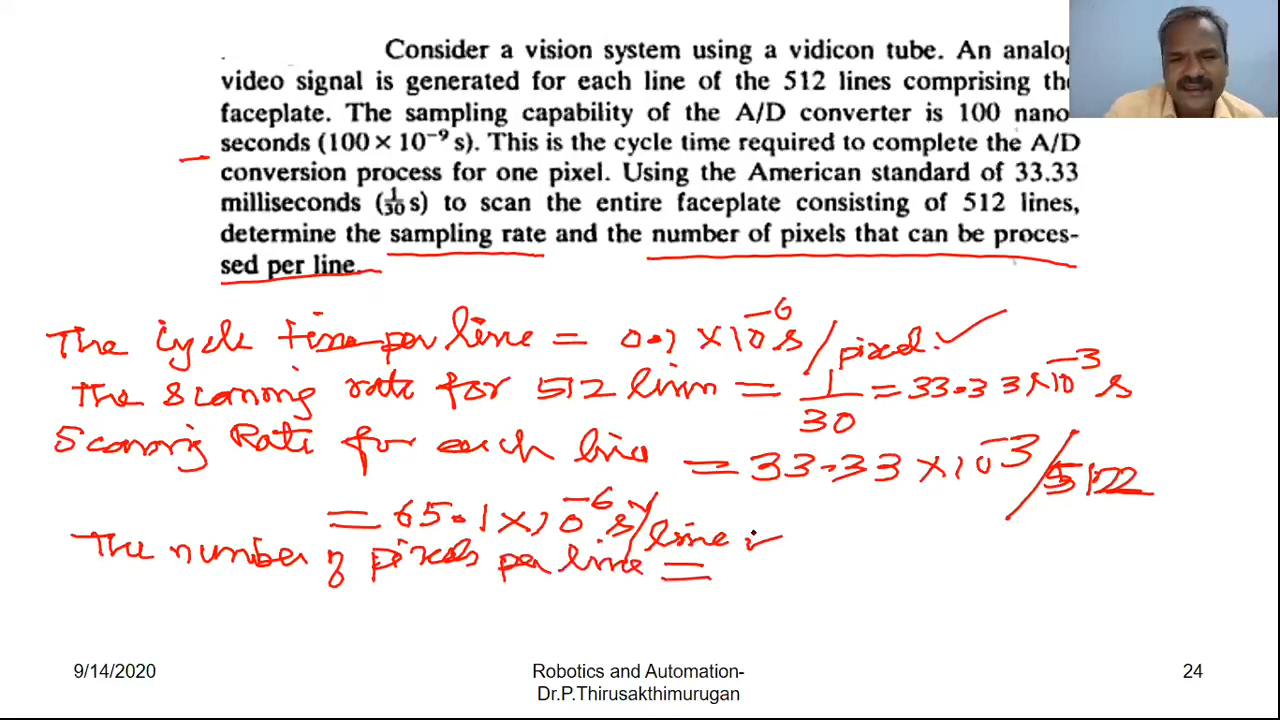 Consider a vision system using a vidicon tube. An analog
video signal is generated for each line of the 512 lines comprising the
faceplate. The sampling capability of the A/D converter is 100 nano
seconds (100 × 10⁻⁹ s). This is the cycle time required to complete the A/D
conversion process for one pixel. Using the American standard of 33.33
milliseconds (1/30 s) to scan the entire faceplate consisting of 512 lines,
determine the sampling rate and the number of pixels that can be proces-
sed per line.
The Cycle time per line = 0.1 × 10⁻⁶ s/pixel.
The Scanning rate for 512 lines = 1/30 = 33.33 × 10⁻³ s
Scanning Rate for each line = 33.33 × 10⁻³/512
= 65.1 × 10⁻⁶ s/line
The number of pixels per line =
9/14/2020
Robotics and Automation-
Dr.P.Thirusakthimurugan
24